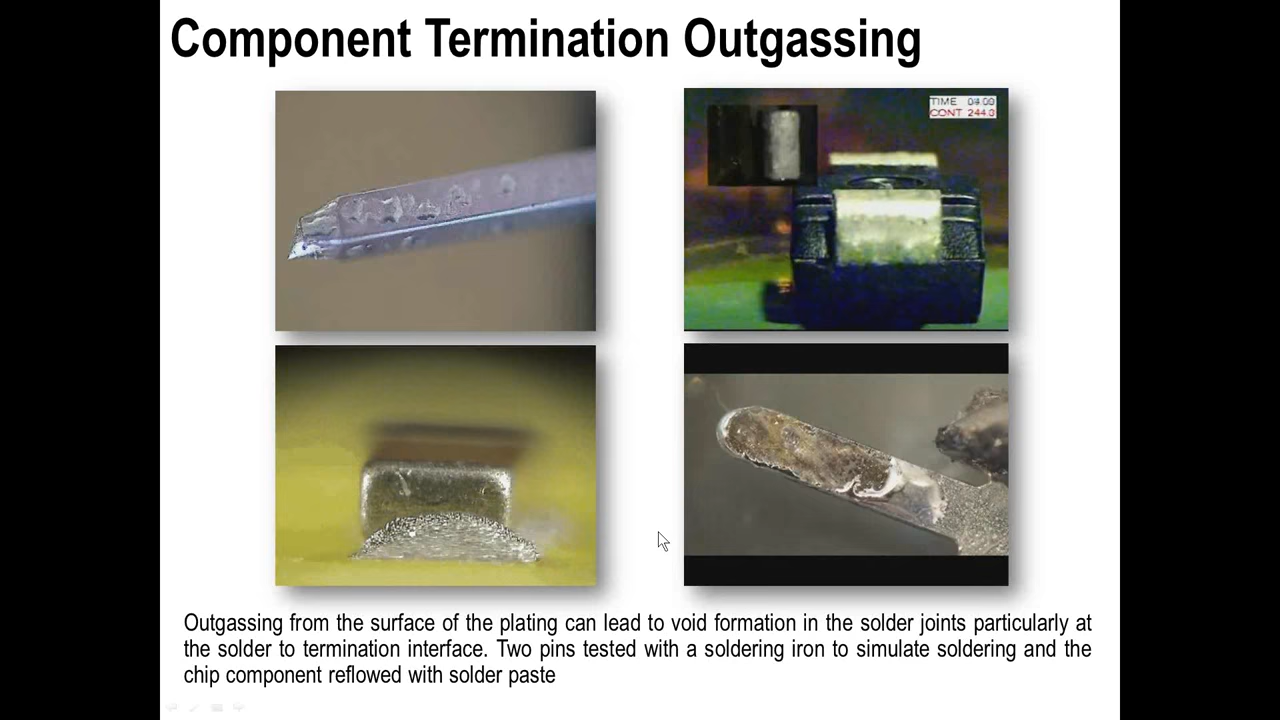 Component Termination Outgassing
TIME 04:00
CONT 244.3
Outgassing from the surface of the plating can lead to void formation in the solder joints particularly at
the solder to termination interface. Two pins tested with a soldering iron to simulate soldering and the
chip component reflowed with solder paste